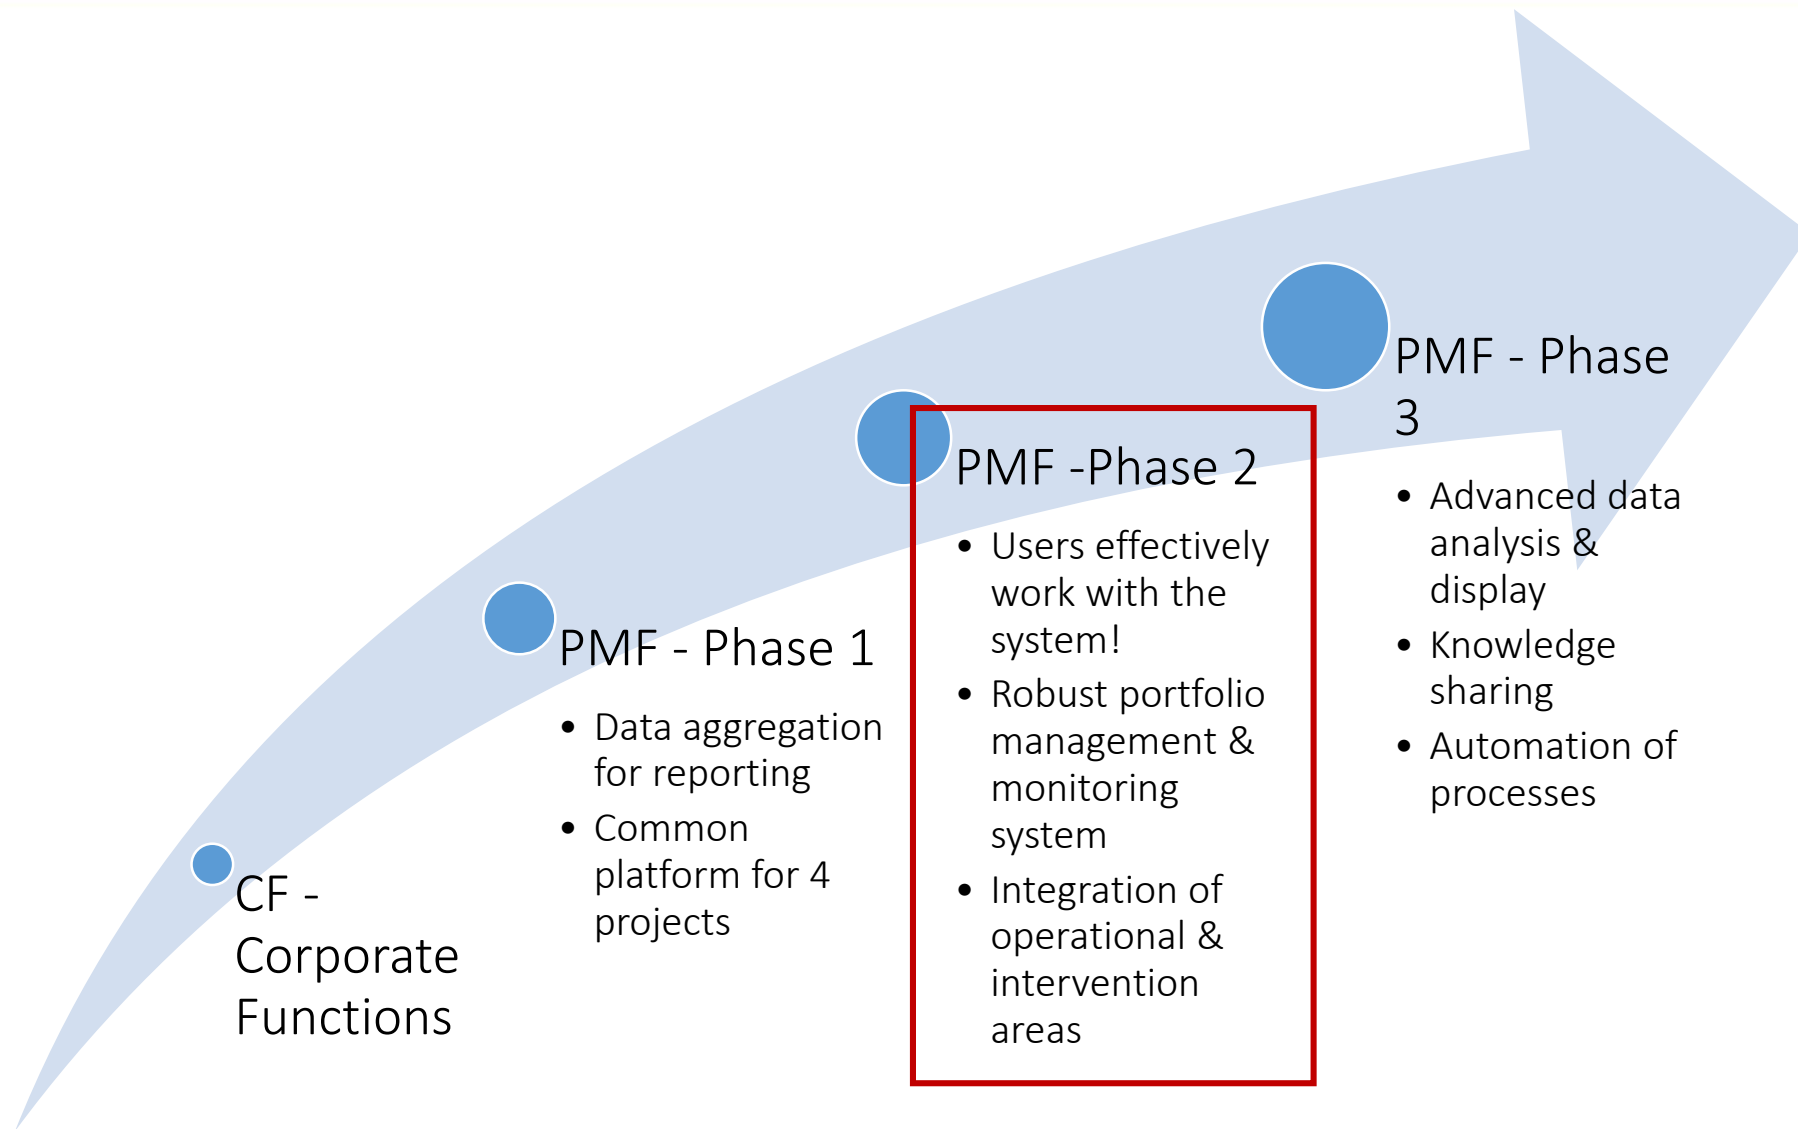 CF -
Corporate
Functions
PMF - Phase 1
• Data aggregation
for reporting
• Common
platform for 4
projects
PMF -Phase 2
• Users effectively
work with the
system!
• Robust portfolio
management &
monitoring
system
• Integration of
operational &
intervention
areas
PMF - Phase
3
• Advanced data
analysis &
display
• Knowledge
sharing
• Automation of
processes